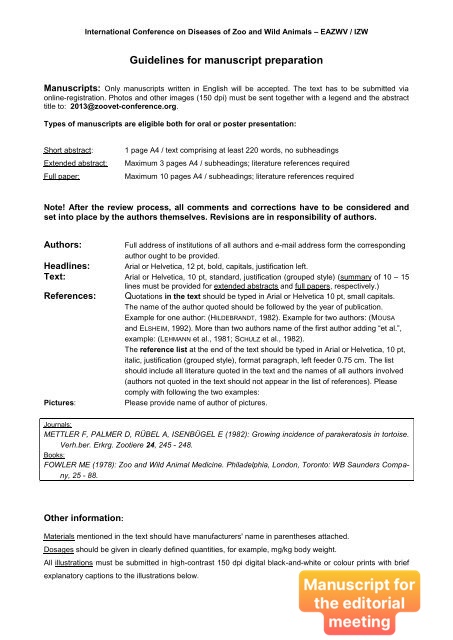 International Conference on Diseases of Zoo and Wild Animals – EAZWV / IZW
Guidelines for manuscript preparation
Manuscripts: Only manuscripts written in English will be accepted. The text has to be submitted via
online-registration. Photos and other images (150 dpi) must be sent together with a legend and the abstract
title to: 2013@zoovet-conference.org.
Types of manuscripts are eligible both for oral or poster presentation:
Short abstract: 1 page A4 / text comprising at least 220 words, no subheadings
Extended abstract: Maximum 3 pages A4 / subheadings; literature references required
Full paper: Maximum 10 pages A4 / subheadings; literature references required
Note! After the review process, all comments and corrections have to be considered and
set into place by the authors themselves. Revisions are in responsibility of authors.
Authors: Full address of institutions of all authors and e-mail address form the corresponding
author ought to be provided.
Headlines: Arial or Helvetica, 12 pt, bold, capitals, justification left.
Text: Arial or Helvetica, 10 pt, standard, justification (grouped style) (summary of 10 – 15
lines must be provided for extended abstracts and full papers, respectively.)
References: Quotations in the text should be typed in Arial or Helvetica 10 pt, small capitals.
The name of the author quoted should be followed by the year of publication.
Example for one author: (HILDEBRANDT, 1982). Example for two authors: (MOUSA
and ELSHEIM, 1992). More than two authors name of the first author adding “et al.”,
example: (LEHMANN et al., 1981; SCHULZ et al., 1982).
The reference list at the end of the text should be typed in Arial or Helvetica, 10 pt,
italic, justification (grouped style), format paragraph, left feeder 0.75 cm. The list
should include all literature quoted in the text and the names of all authors involved
(authors not quoted in the text should not appear in the list of references). Please
comply with following the two examples:
Pictures: Please provide name of author of pictures.
Journals:
METTLER F, PALMER D, RÜBEL A, ISENBÜGEL E (1982): Growing incidence of parakeratosis in tortoise.
Verh.ber. Erkrg. Zootiere 24, 245 - 248.
Books:
FOWLER ME (1978): Zoo and Wild Animal Medicine. Philadelphia, London, Toronto: WB Saunders Compa-
ny, 25 - 88.
Other information:
Materials mentioned in the text should have manufacturers' name in parentheses attached.
Dosages should be given in clearly defined quantities, for example, mg/kg body weight.
All illustrations must be submitted in high-contrast 150 dpi digital black-and-white or colour prints with brief
explanatory captions to the illustrations below.
Manuscript for
the editorial
meeting